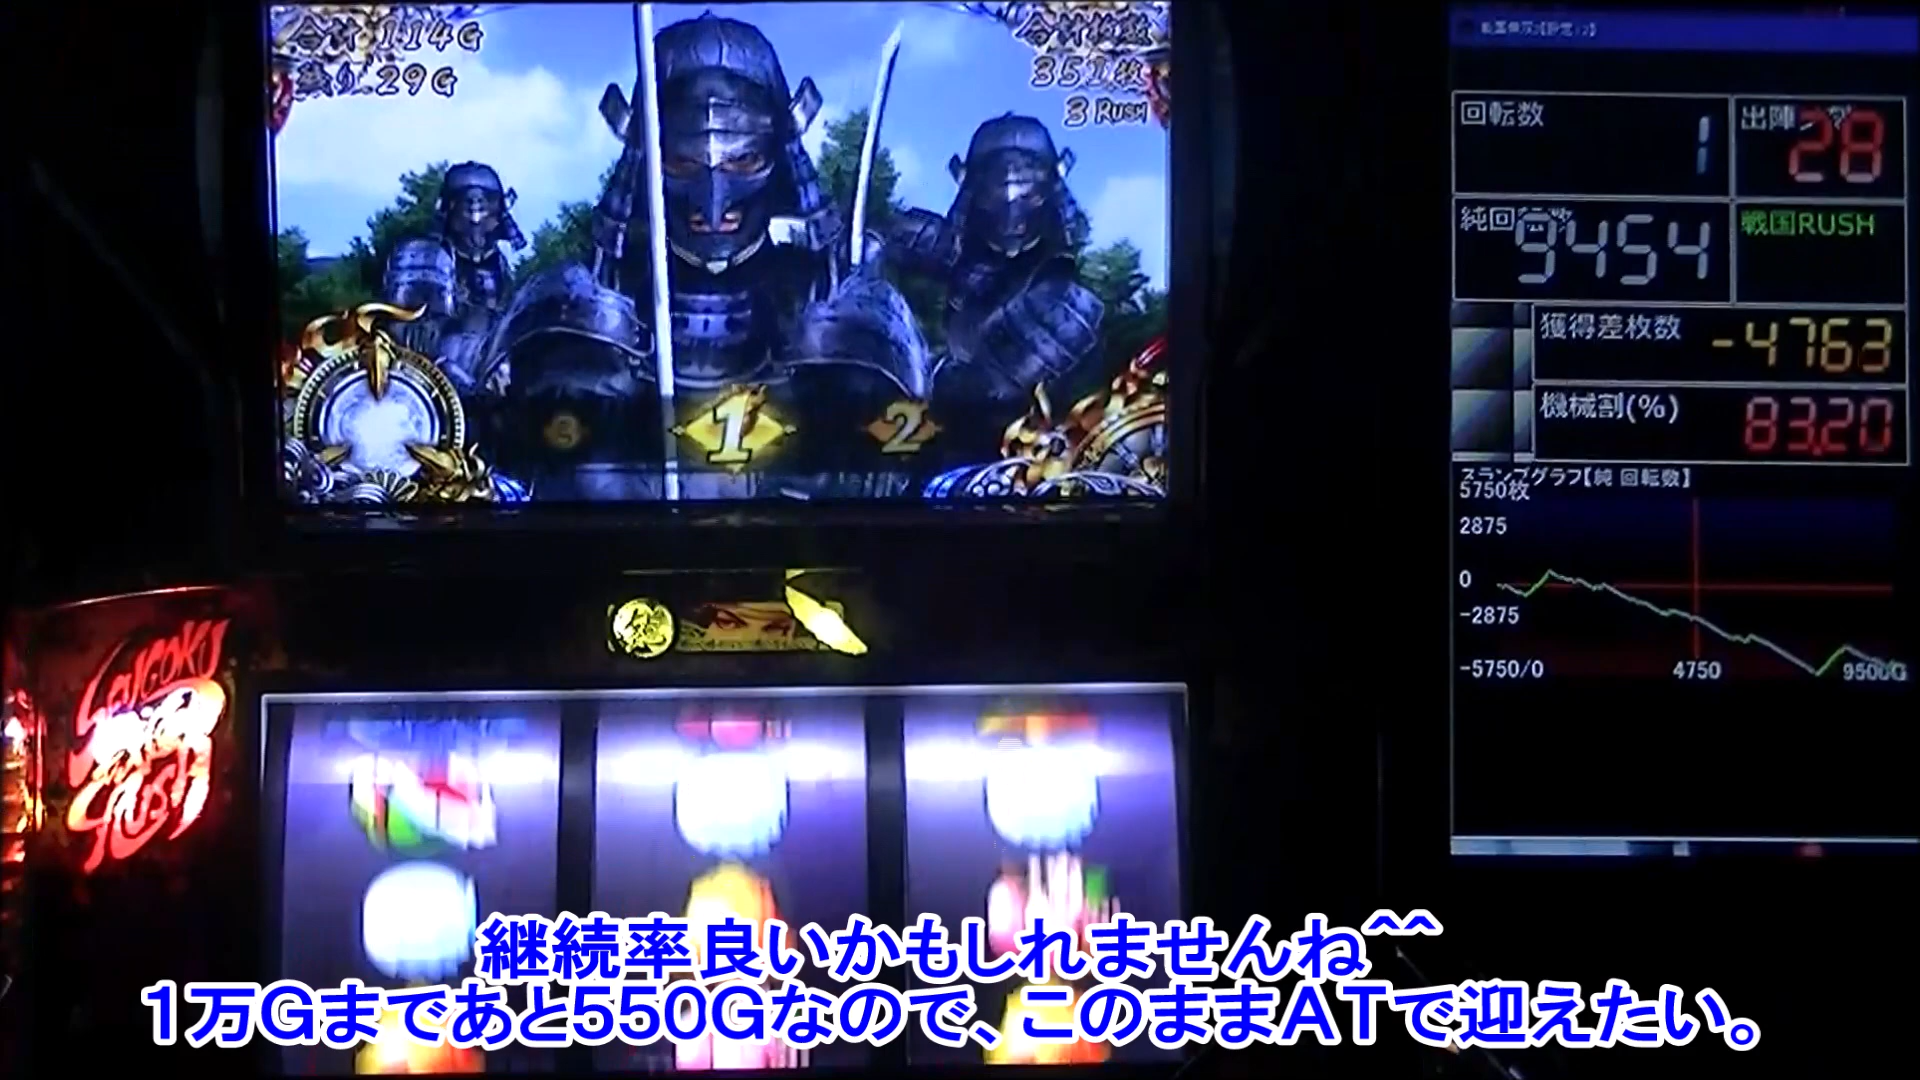 合計 114G
残り 29G
合計枚数
351枚
3 RUSH
3
1
2
SENGOKU
RUSH
回転数
1
出陣
28
純回転数
9454
戦国RUSH
獲得差枚数
-4763
機械割(%)
83.20
スランプグラフ【純 回転数】
5750枚
2875
0
-2875
-5750/0
4750
9500G
継続率良いかもしれませんね^^
1万Gまであと550Gなので、このままATで迎えたい。